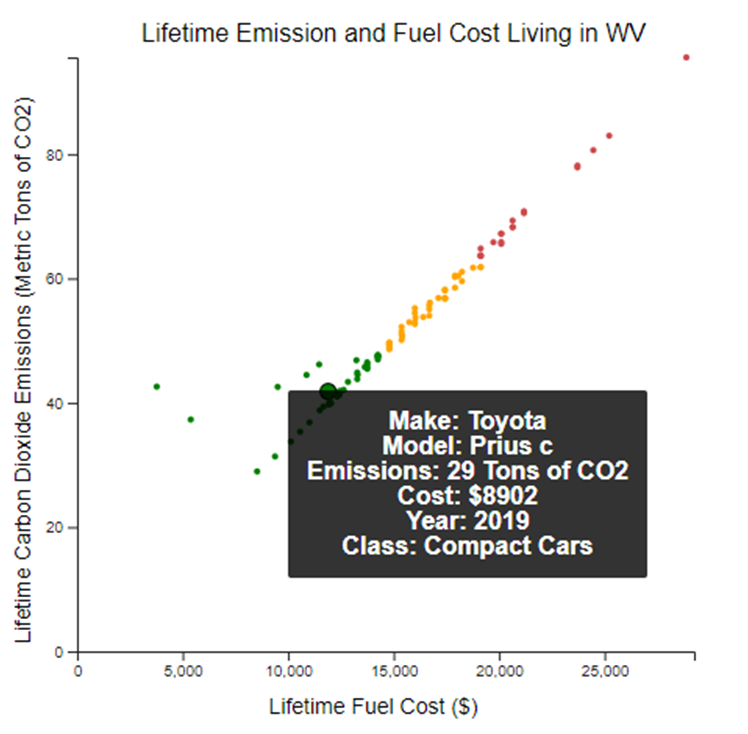 Lifetime Emission and Fuel Cost Living in WV
Lifetime Carbon Dioxide Emissions (Metric Tons of CO2)
80
60
40
20
0
Make: Toyota
Model: Prius c
Emissions: 29 Tons of CO2
Cost: $8902
Year: 2019
Class: Compact Cars
0 5,000 10,000 15,000 20,000 25,000
Lifetime Fuel Cost ($)